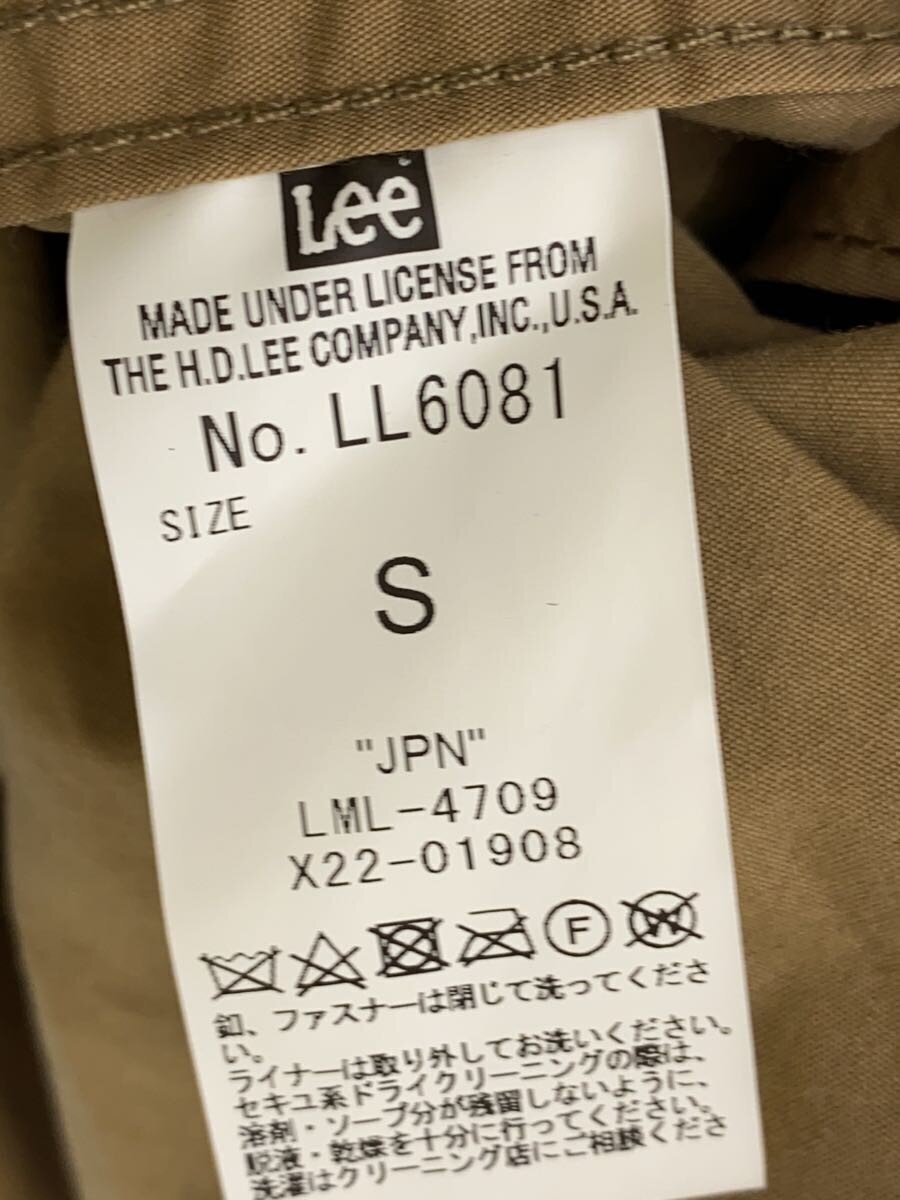 Lee
MADE UNDER LICENSE FROM
THE H.D.LEE COMPANY,INC.,U.S.A.
No. LL6081
SIZE
S
"JPN"
LML-4709
X22-01908
F
W
釦、ファスナーは閉じて洗ってくださ
い。
ライナーは取り外してお洗いください。
セキユ系ドライクリーニングの際は、
溶剤・ソープ分が残留しないように、
脱液・乾燥を十分に行ってください。
洗濯はクリーニング店にご相談くださ